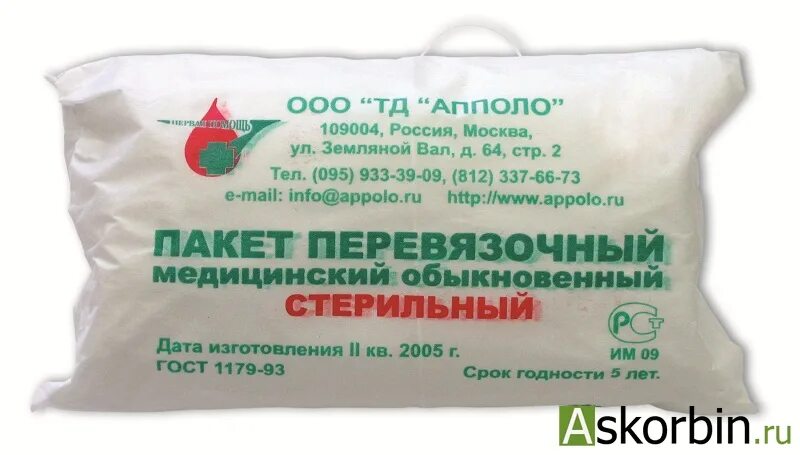 ПЕРВАЯ ПОМОЩЬ
ООО "ТД "АППОЛО"
109004, Россия, Москва,
ул. Земляной Вал, д. 64, стр. 2
Тел. (095) 933-39-09, (812) 337-66-73
e-mail: info@appolo.ru http://www.appolo.ru
ПАКЕТ ПЕРЕВЯЗОЧНЫЙ
МЕДИЦИНСКИЙ ОБЫКНОВЕННЫЙ
СТЕРИЛЬНЫЙ
РСТ
ИМ 09
Дата изготовления II кв. 2005 г.
ГОСТ 1179-93
Срок годности 5 лет.
Askorbin.ru